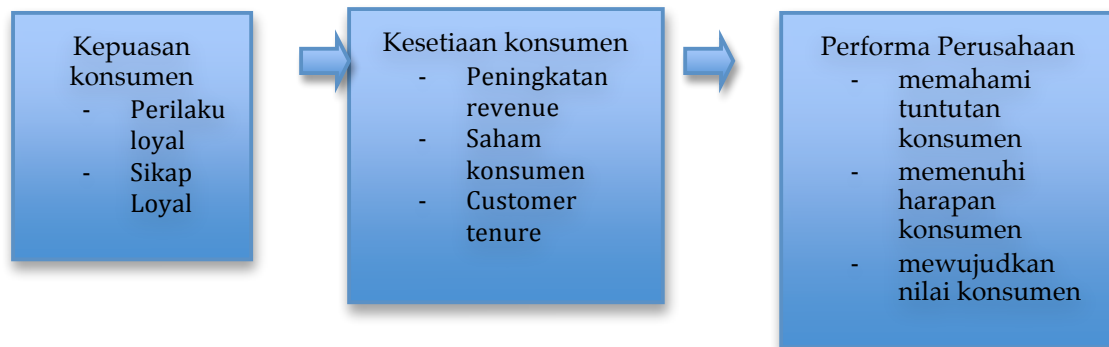 Kepuasan
konsumen
- Perilaku
loyal
- Sikap
Loyal
Kesetiaan konsumen
- Peningkatan
revenue
- Saham
konsumen
- Customer
tenure
Performa Perusahaan
- memahami
tuntutan
konsumen
- memenuhi
harapan
konsumen
- mewujudkan
nilai konsumen